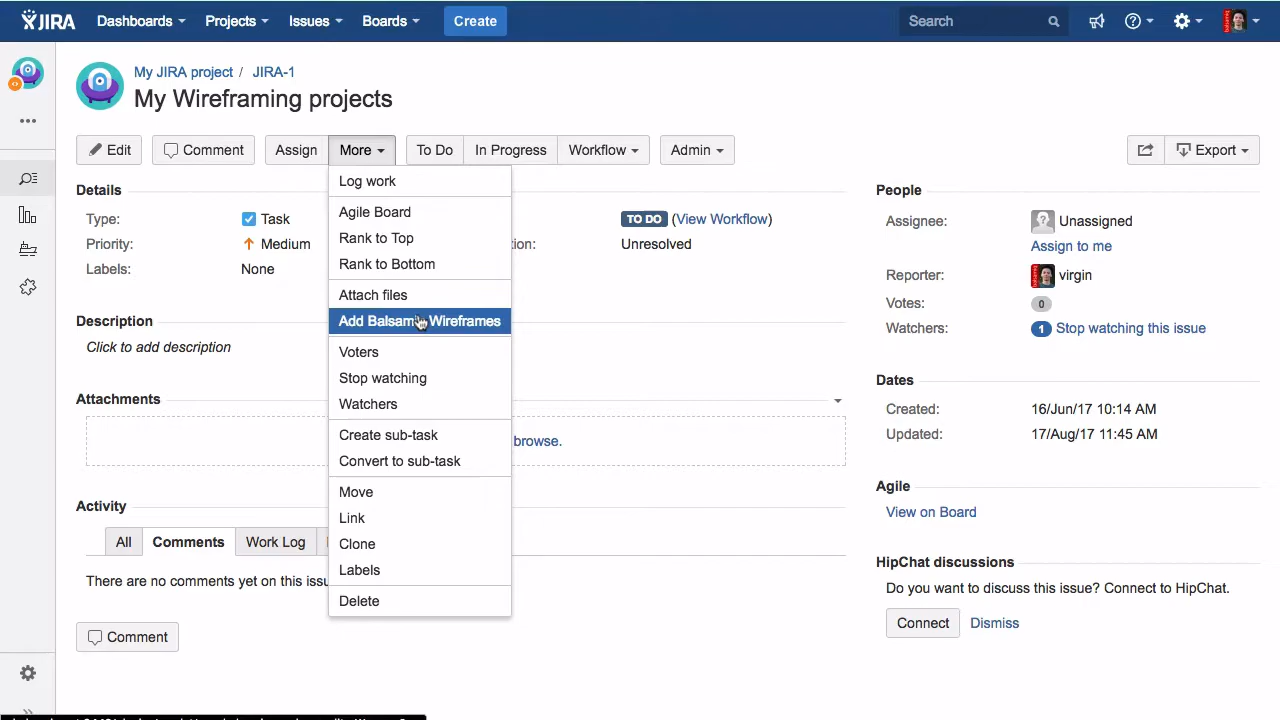 JIRA Dashboards Projects Issues Boards Create Search
My JIRA project / JIRA-1
My Wireframing projects
Edit Comment Assign More To Do In Progress Workflow Admin Export
Details
Type: Task
Priority: Medium
Labels: None
TO DO (View Workflow)
Unresolved
Description
Click to add description
Attachments
browse.
Activity
All Comments Work Log
There are no comments yet on this issu
Comment
Log work
Agile Board
Rank to Top
Rank to Bottom
Attach files
Add Balsam Wireframes
Voters
Stop watching
Watchers
Create sub-task
Convert to sub-task
Move
Link
Clone
Labels
Delete
People
Assignee: Unassigned
Assign to me
Reporter: virgin
Votes: 0
Watchers: 1 Stop watching this issue
Dates
Created: 16/Jun/17 10:14 AM
Updated: 17/Aug/17 11:45 AM
Agile
View on Board
HipChat discussions
Do you want to discuss this issue? Connect to HipChat.
Connect Dismiss